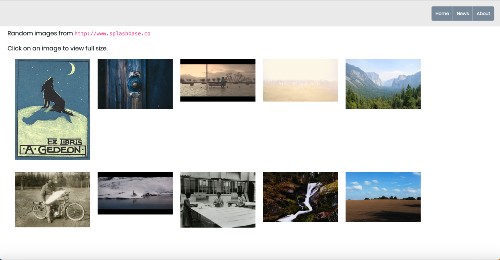 Home News About
Random images from http://www.splashbase.co
Click on an image to view full size.
EX LIBRIS
A·GEDEON·